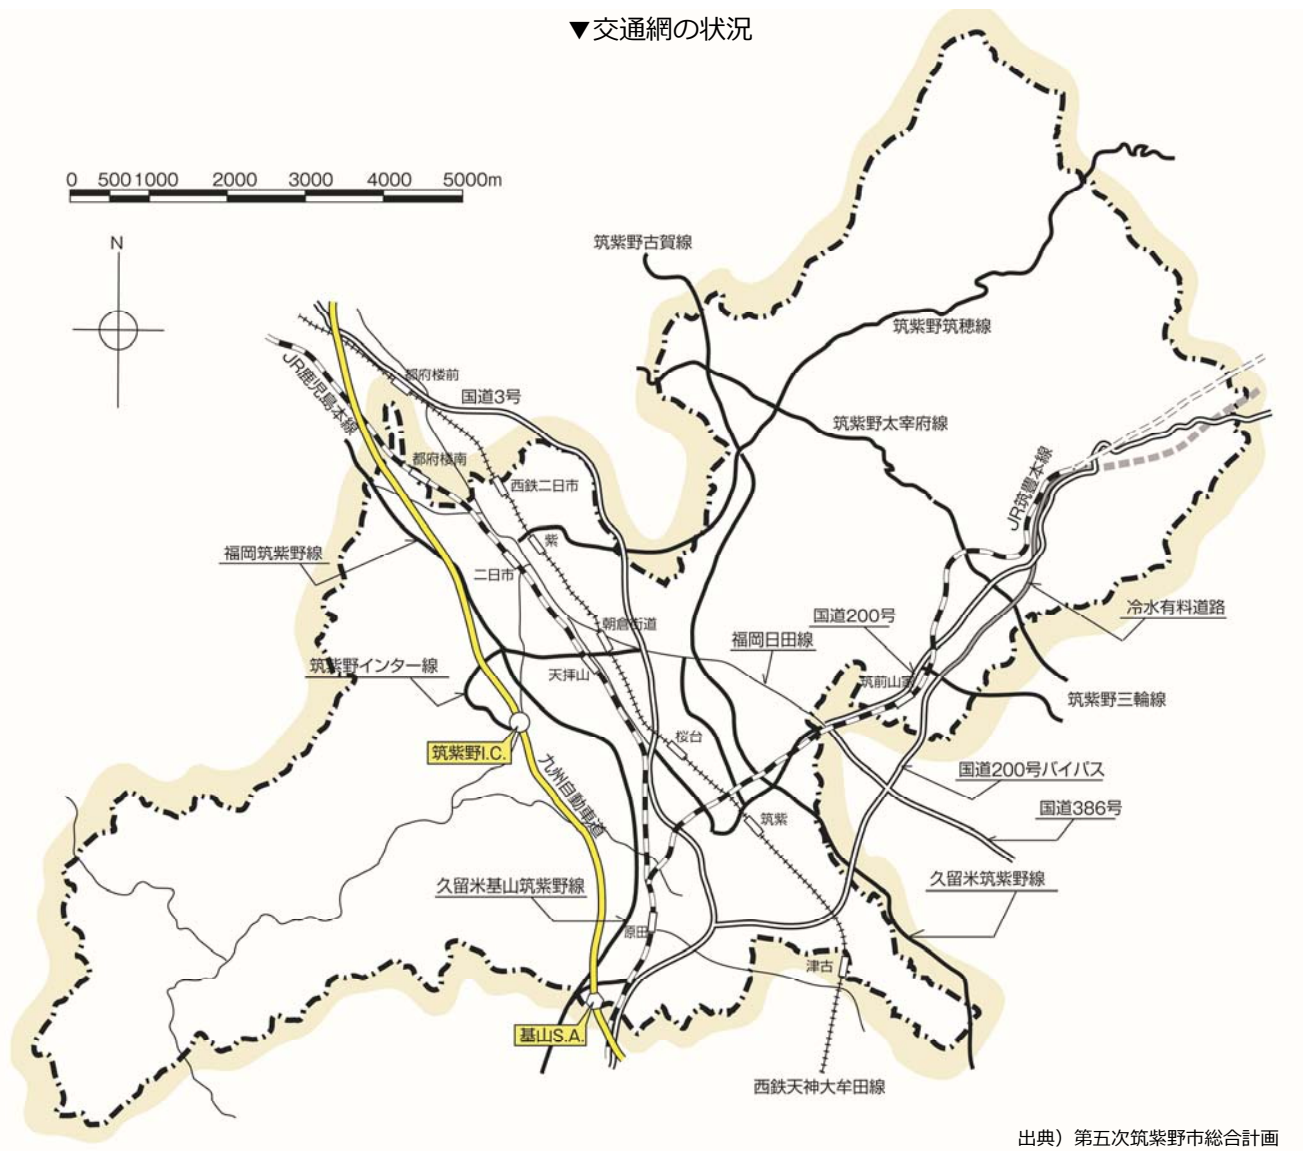 ▼交通網の状況
0 500 1000 2000 3000 4000 5000m
N
筑紫野古賀線
筑紫野筑穂線
都府楼前
国道3号
JR鹿児島本線
筑紫野太宰府線
都府楼南
西鉄二日市
JR筑豊本線
紫
福岡筑紫野線
二日市
冷水有料道路
国道200号
朝倉街道
福岡日田線
筑紫野インター線
天拝山
筑前山家
筑紫野三輪線
桜台
筑紫野I.C.
国道200号バイパス
九州自動車道
国道386号
筑紫
久留米基山筑紫野線
久留米筑紫野線
原田
津古
基山S.A.
西鉄天神大牟田線
出典）第五次筑紫野市総合計画